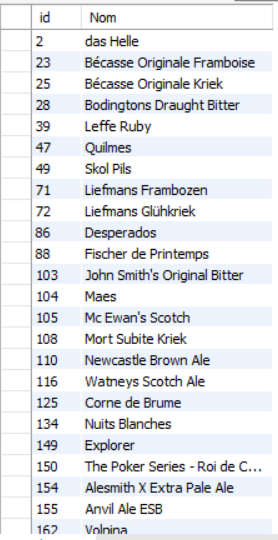 id Nom
2 das Helle
23 Bécasse Originale Framboise
25 Bécasse Originale Kriek
28 Bodingtons Draught Bitter
39 Leffe Ruby
47 Quilmes
49 Skol Pils
71 Liefmans Frambozen
72 Liefmans Glühkriek
86 Desperados
88 Fischer de Printemps
103 John Smith's Original Bitter
104 Maes
105 Mc Ewan's Scotch
108 Mort Subite Kriek
110 Newcastle Brown Ale
116 Watneys Scotch Ale
125 Corne de Brume
134 Nuits Blanches
149 Explorer
150 The Poker Series - Roi de C...
154 Alesmith X Extra Pale Ale
155 Anvil Ale ESB
162 Volpina